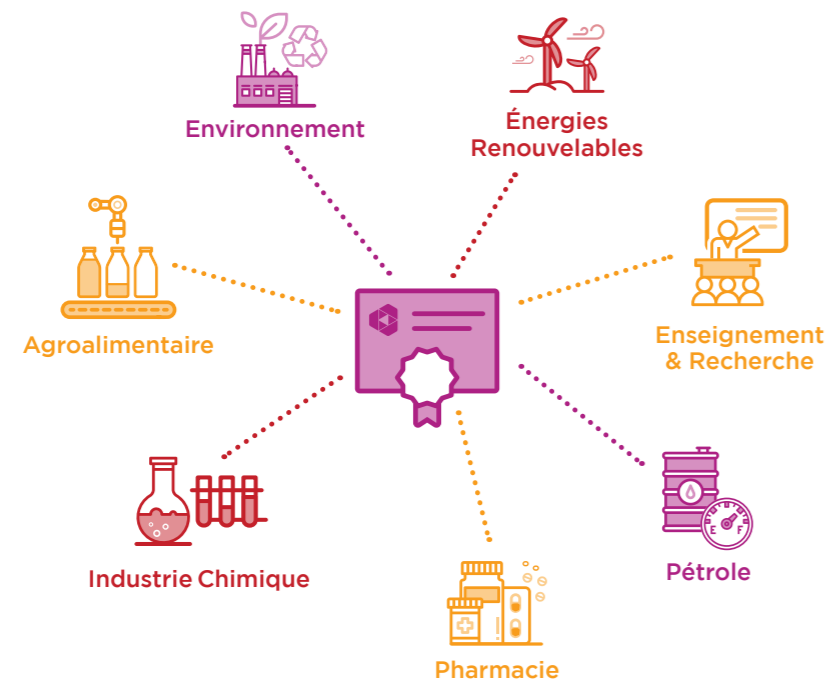 Environnement
Énergies
Renouvelables
Agroalimentaire
Enseignement
& Recherche
Industrie Chimique
E F
Pétrole
Pharmacie